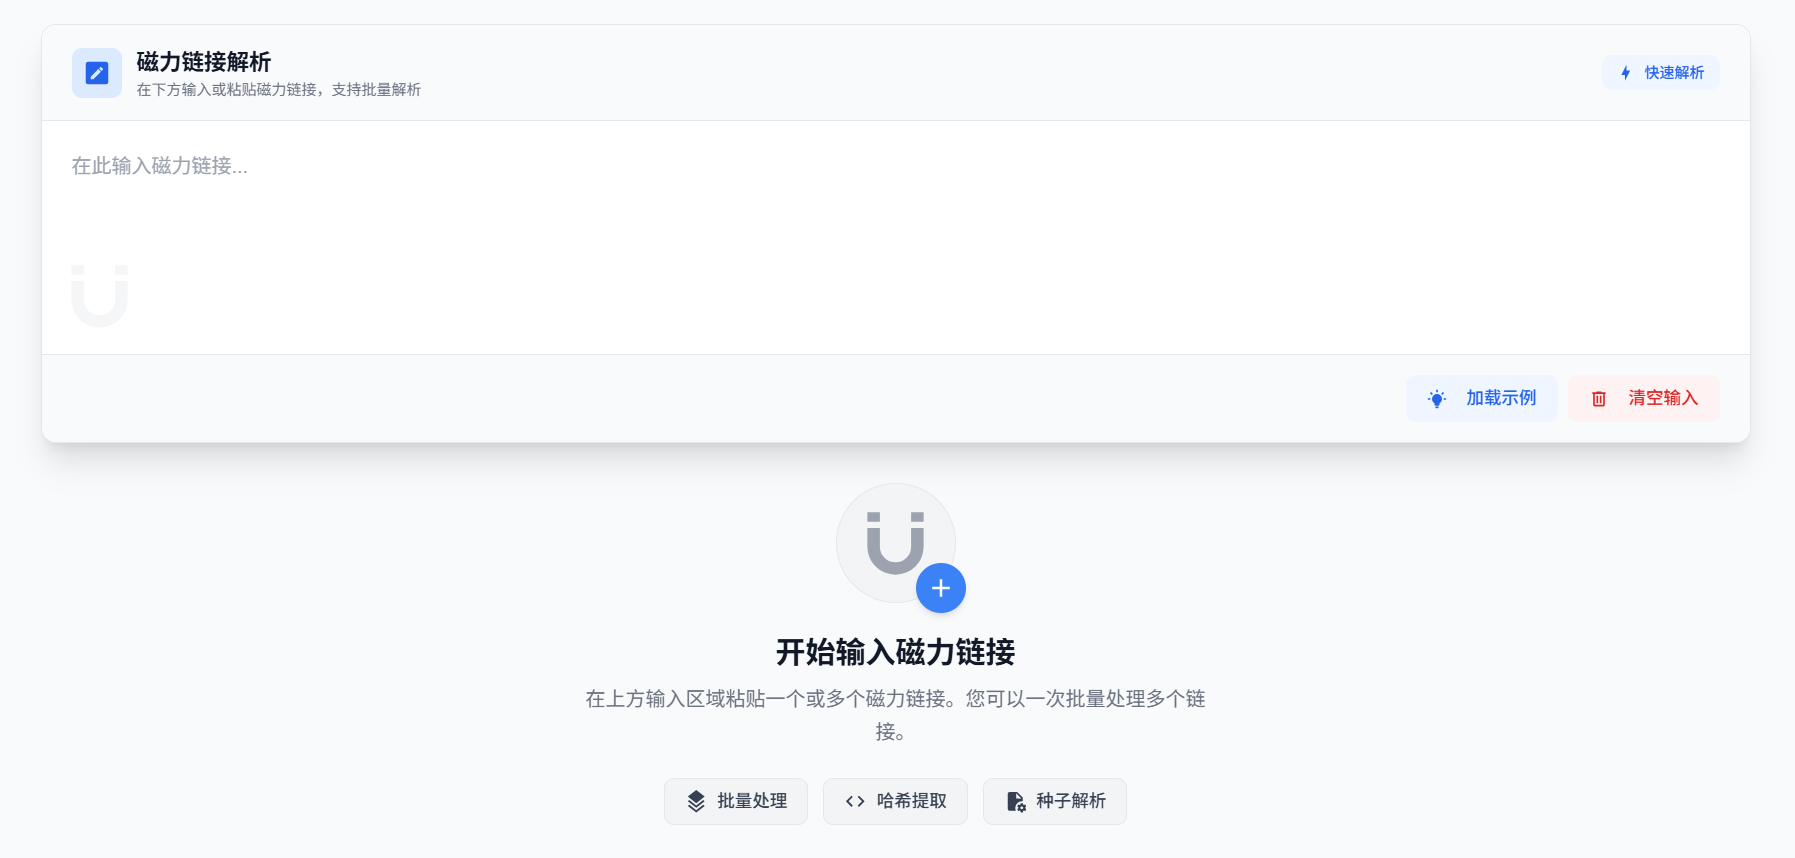 磁力链接解析
在下方输入或粘贴磁力链接，支持批量解析
快速解析
在此输入磁力链接...
加载示例
清空输入
开始输入磁力链接
在上方输入区域粘贴一个或多个磁力链接。您可以一次批量处理多个链
接。
批量处理
哈希提取
种子解析